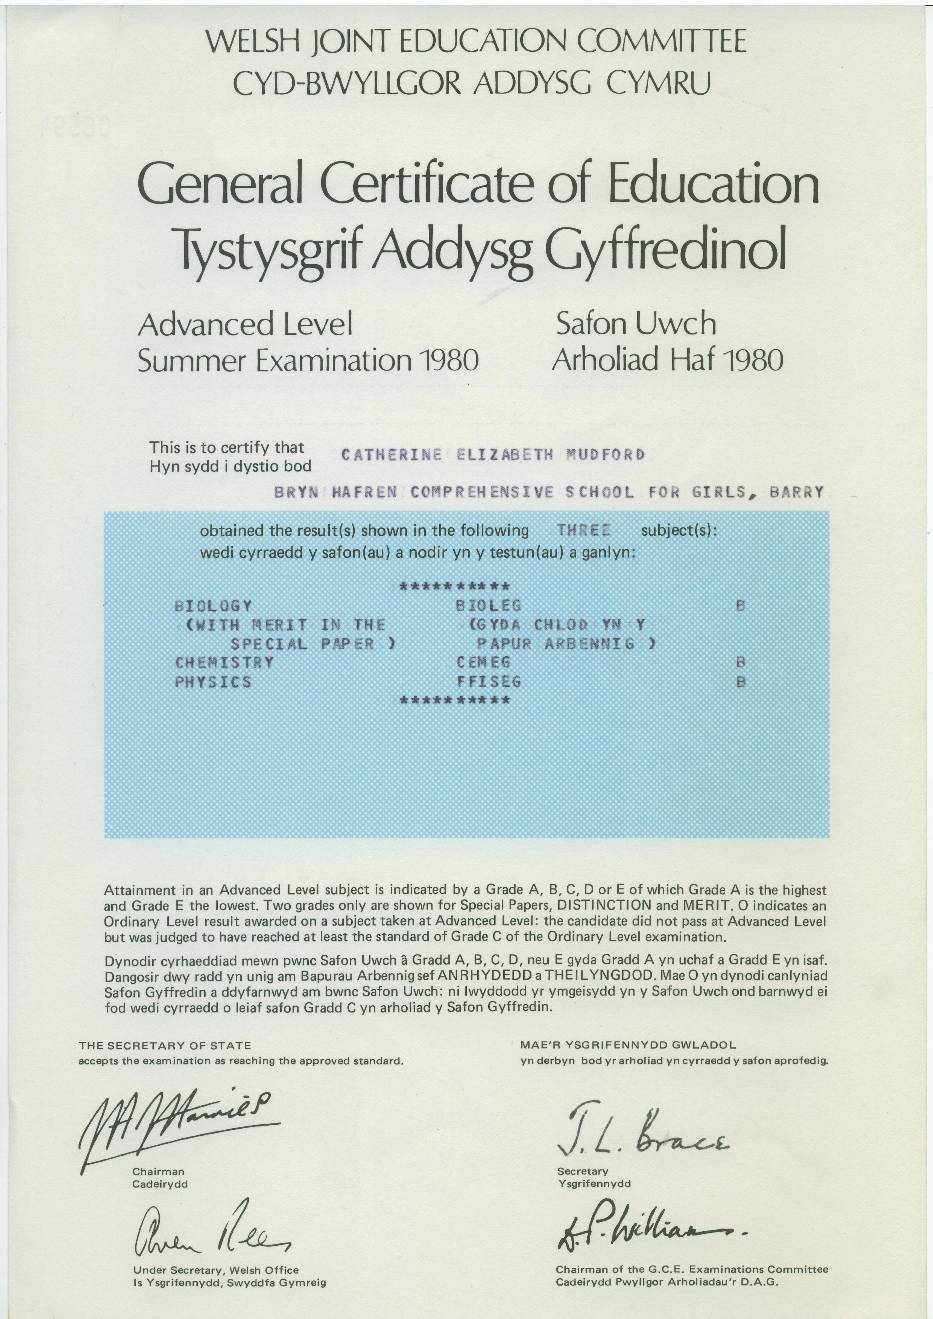 WELSH JOINT EDUCATION COMMITTEE
CYD-BWYLLGOR ADDYSG CYMRU
General Certificate of Education
Tystysgrif Addysg Gyffredinol
Advanced Level
Summer Examination 1980
Safon Uwch
Arholiad Haf 1980
This is to certify that
Hyn sydd i dystio bod
CATHERINE ELIZABETH MUDFORD
BRYN HAFREN COMPREHENSIVE SCHOOL FOR GIRLS, BARRY
obtained the result(s) shown in the following THREE subject(s):
wedi cyrraedd y safon(au) a nodir yn y testun(au) a ganlyn:
**********
BIOLOGY BIOLEG B
(WITH MERIT IN THE (GYDA CHLOD YN Y
SPECIAL PAPER ) PAPUR ARBENNIG )
CHEMISTRY CEMEG B
PHYSICS FFISEG B
**********
Attainment in an Advanced Level subject is indicated by a Grade A, B, C, D or E of which Grade A is the highest
and Grade E the lowest. Two grades only are shown for Special Papers, DISTINCTION and MERIT. O indicates an
Ordinary Level result awarded on a subject taken at Advanced Level: the candidate did not pass at Advanced Level
but was judged to have reached at least the standard of Grade C of the Ordinary Level examination.
Dynodir cyrhaeddiad mewn pwnc Safon Uwch â Gradd A, B, C, D, neu E gyda Gradd A yn uchaf a Gradd E yn isaf.
Dangosir dwy radd yn unig am Bapurau Arbennig sef ANRHYDEDD a THEILYNGDOD. Mae O yn dynodi canlyniad
Safon Gyffredin a ddyfarnwyd am bwnc Safon Uwch: ni lwyddodd yr ymgeisydd yn y Safon Uwch ond barnwyd ei
fod wedi cyrraedd o leiaf safon Gradd C yn arholiad y Safon Gyffredin.
THE SECRETARY OF STATE
accepts the examination as reaching the approved standard.
MAE'R YSGRIFENNYDD GWLADOL
yn derbyn bod yr arholiad yn cyrraedd y safon aprofedig.
Chairman
Cadeirydd
J. L. Brace
Secretary
Ysgrifennydd
Owen Rees
Under Secretary, Welsh Office
Is Ysgrifennydd, Swyddfa Gymreig
D.P. Williams.
Chairman of the G.C.E. Examinations Committee
Cadeirydd Pwyllgor Arholiadau'r D.A.G.